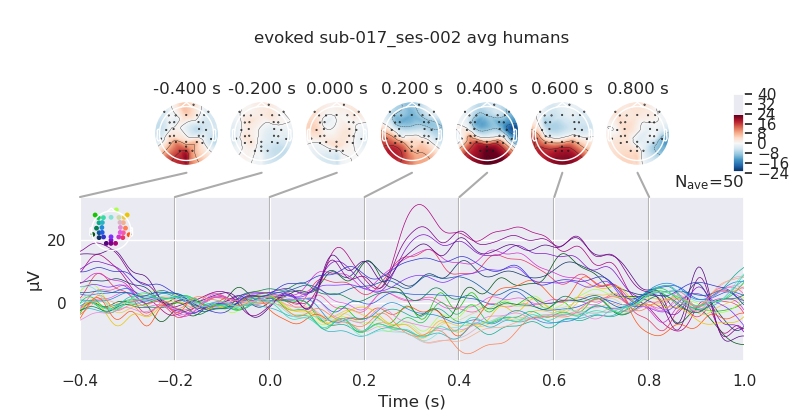 evoked sub-017_ses-002 avg humans
-0.400 s -0.200 s 0.000 s 0.200 s 0.400 s 0.600 s 0.800 s
40
32
24
16
8
0
−8
−16
−24
Nave=50
20
0
µV
−0.4 −0.2 0.0 0.2 0.4 0.6 0.8 1.0
Time (s)